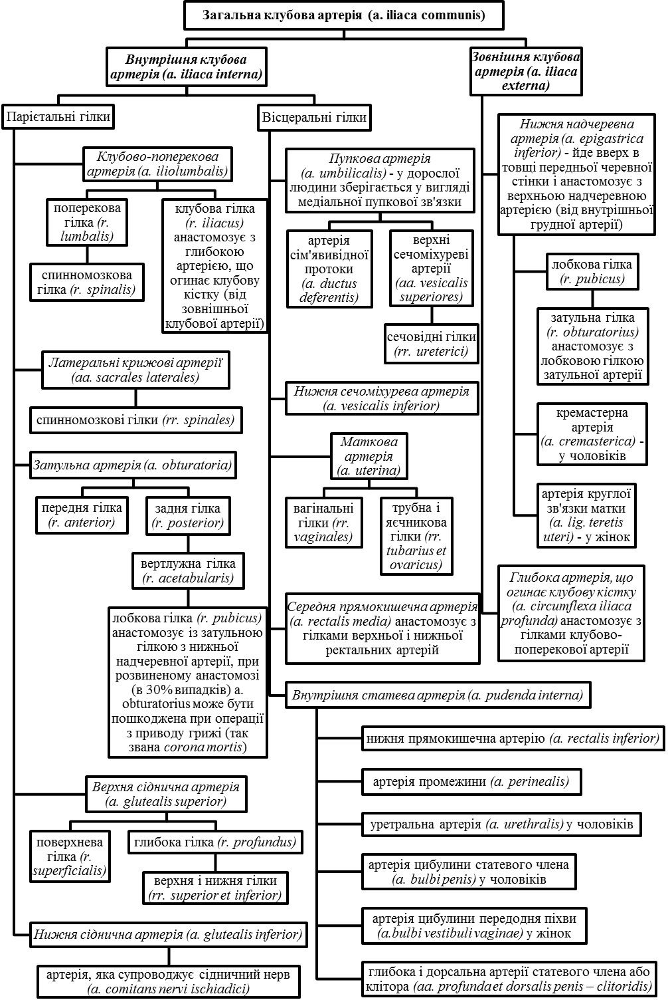 Загальна клубова артерія (a. iliaca communis)
Внутрішня клубова
артерія (a. iliaca interna)
Зовнішня клубова
артерія (a. iliaca
externa)
Парієтальні гілки
Вісцеральні гілки
Клубово-поперекова
артерія (a. iliolumbalis)
поперекова
гілка (r.
lumbalis)
спинномозкова
гілка (r. spinalis)
клубова гілка
(r. iliacus)
анастомозує з
глибокою
артерією, що
огинає клубову
кістку (від
зовнішньої
клубової артерії)
Латеральні крижові артерії
(aa. sacrales laterales)
спинномозкові гілки (rr. spinales)
Затульна артерія (a. obturatoria)
передня гілка
(r. anterior)
задня гілка
(r. posterior)
вертлужна гілка
(r. acetabularis)
лобкова гілка (r. pubicus)
анастомозує із затульною
гілкою з нижньої
надчеревної артерії, при
розвиненому анастомозі
(в 30% випадків) a.
obturatorius може бути
пошкоджена при операції
з приводу грижі (так
звана corona mortis)
Верхня сіднична артерія
(a. glutealis superior)
поверхнева
гілка (r.
superficialis)
глибока гілка (r. profundus)
верхня і нижня гілки
(rr. superior et inferior)
Нижня сіднична артерія (a. glutealis inferior)
артерія, яка супроводжує сідничний нерв
(a. comitans nervi ischiadici)
Пупкова артерія
(a. umbilicalis) - у дорослої
людини зберігається у вигляді
медіальної пупкової зв'язки
артерія
сім'явивідної
протоки
(a. ductus
deferentis)
верхні
сечоміхуреві
артерії
(aa. vesicalis
superiores)
сечовідні гілки
(rr. ureterici)
Нижня сечоміхурева артерія
(a. vesicalis inferior)
Маткова
артерія
(a. uterina)
вагінальні
гілки (rr.
vaginales)
трубна і
яєчникова
гілки (rr.
tubarius et
ovaricus)
Середня прямокишечна артерія
(a. rectalis media) анастомозує з
гілками верхньої і нижньої
ректальних артерій
Внутрішня статева артерія (a. pudenda interna)
нижня прямокишечна артерію (a. rectalis inferior)
артерія промежини (a. perinealis)
уретральна артерія (a. urethralis) у чоловіків
артерія цибулини статевого члена
(a. bulbi penis) у чоловіків
артерія цибулини передодня піхви
(a.bulbi vestibuli vaginae) у жінок
глибока і дорсальна артерії статевого члена або
клітора (aa. profunda et dorsalis penis – clitoridis)
Нижня надчеревна
артерія (a. epigastrica
inferior) - йде вверх в
товщі передньої черевної
стінки і анастомозує з
верхньою надчеревною
артерією (від внутрішньої
грудної артерії)
лобкова гілка
(r. pubicus)
затульна гілка
(r. obturatorius)
анастомозує з
лобковою гілкою
затульної артерії
кремастерна
артерія
(a. cremasterica) -
у чоловіків
артерія круглої
зв'язки матки
(a. lig. teretis
uteri) - у жінок
Глибока артерія, що
огинає клубову кістку
(a. circumflexa iliaca
profunda) анастомозує з
гілками клубово-
поперекової артерії